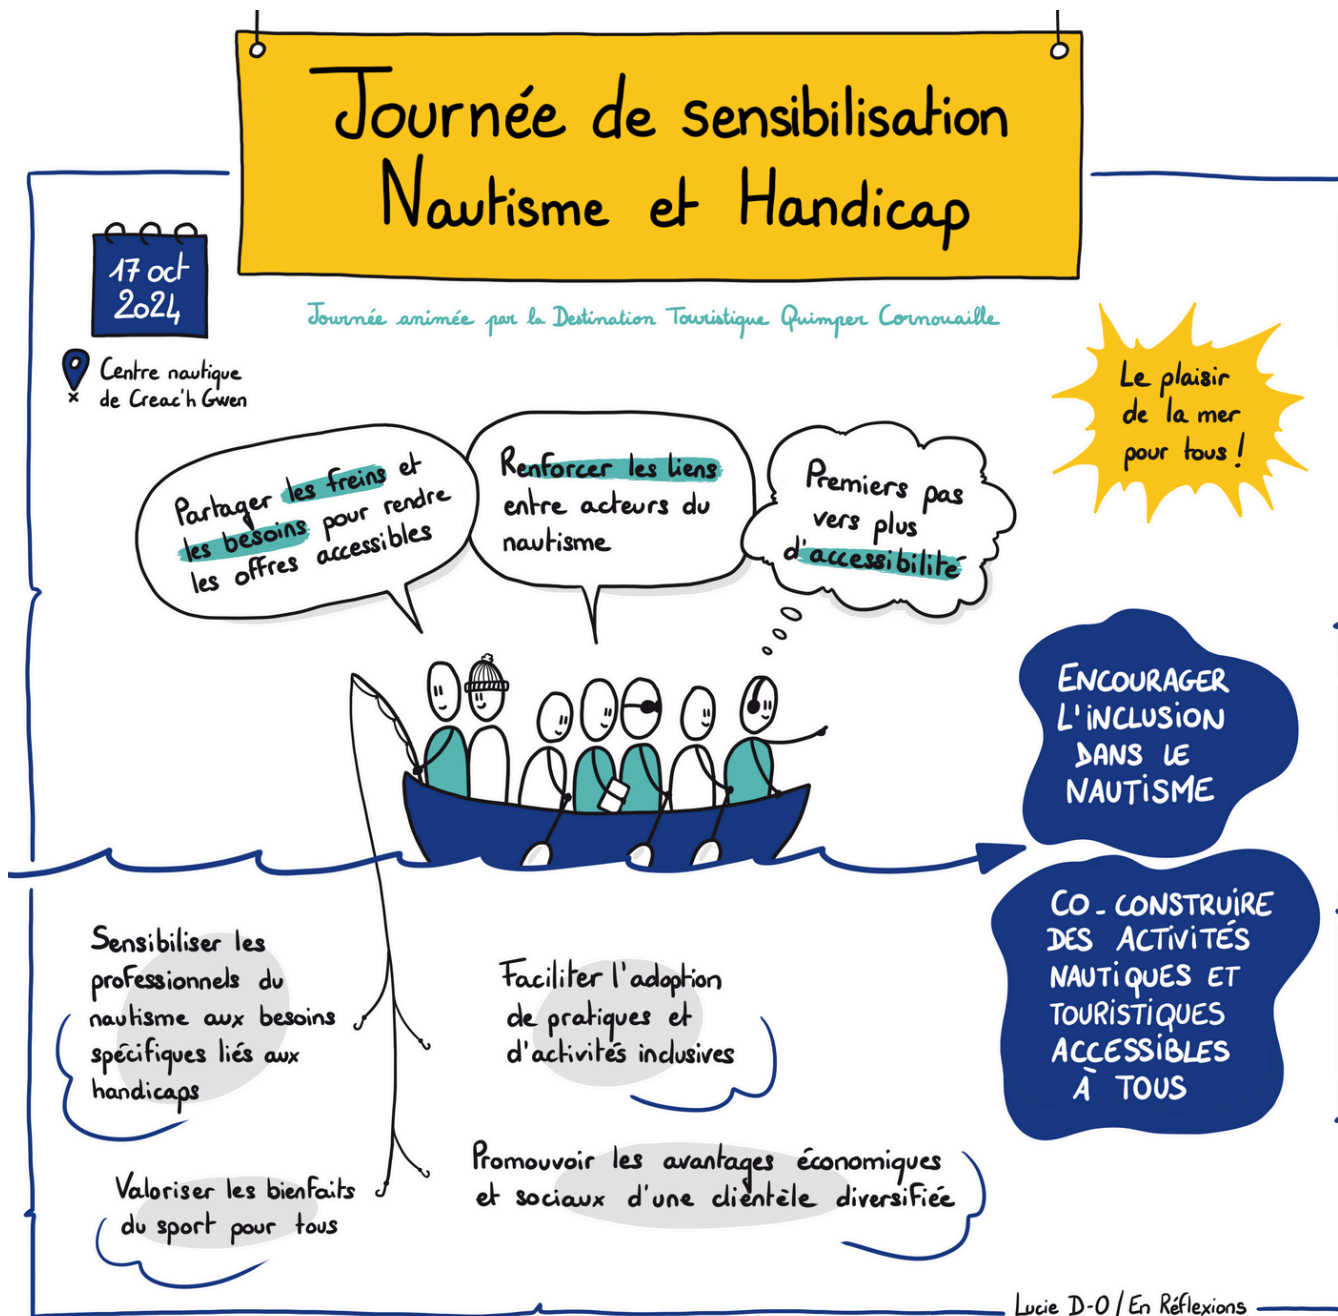 Journée de sensibilisation
Nautisme et Handicap
17 oct
2024
Journée animée par la Destination Touristique Quimper Cornouaille
Centre nautique
de Creac'h Gwen
Le plaisir
de la mer
pour tous !
Partager les freins et
les besoins pour rendre
les offres accessibles
Renforcer les liens
entre acteurs du
nautisme
Premiers pas
vers plus
d'accessibilité
ENCOURAGER
L'INCLUSION
DANS LE
NAUTISME
CO-CONSTRUIRE
DES ACTIVITÉS
NAUTIQUES ET
TOURISTIQUES
ACCESSIBLES
À TOUS
Sensibiliser les
professionnels du
nautisme aux besoins
spécifiques liés aux
handicaps
Faciliter l'adoption
de pratiques et
d'activités inclusives
Valoriser les bienfaits
du sport pour tous
Promouvoir les avantages économiques
et sociaux d'une clientèle diversifiée
Lucie D-O / En Réflexions